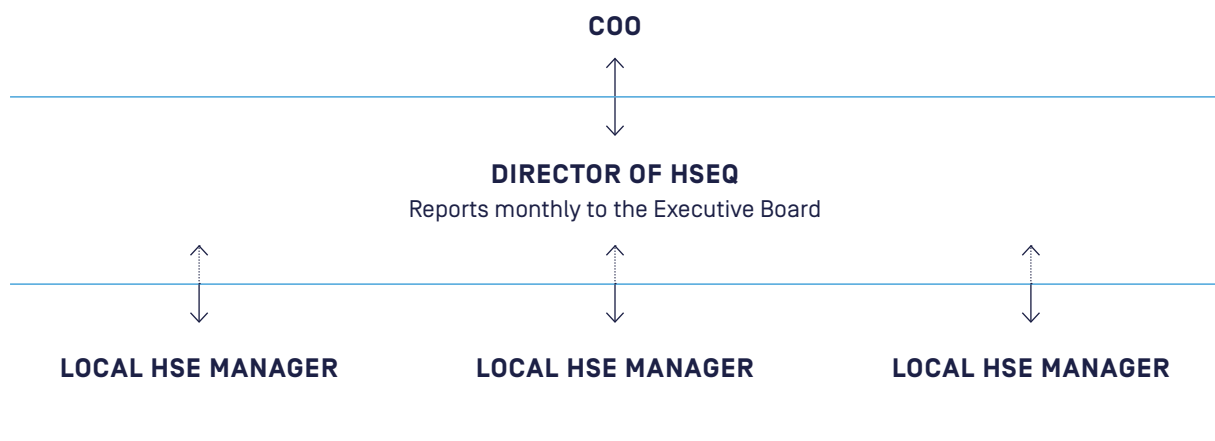 COO
DIRECTOR OF HSEQ
Reports monthly to the Executive Board
LOCAL HSE MANAGER LOCAL HSE MANAGER LOCAL HSE MANAGER